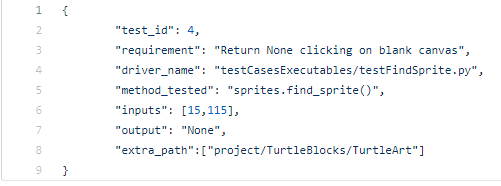 1 {
2 "test_id": 4,
3 "requirement": "Return None clicking on blank canvas",
4 "driver_name": "testCasesExecutables/testFindSprite.py",
5 "method_tested": "sprites.find_sprite()",
6 "inputs": [15,115],
7 "output": "None",
8 "extra_path":["project/TurtleBlocks/TurtleArt"]
9 }